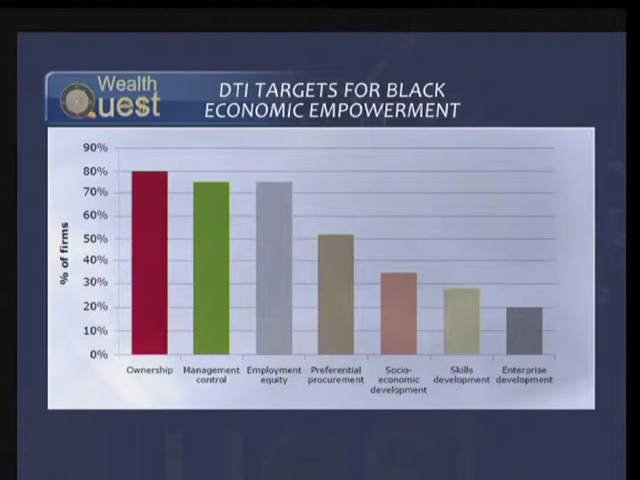 Wealth
Quest
DTI TARGETS FOR BLACK
ECONOMIC EMPOWERMENT
90%
80%
70%
60%
50%
40%
30%
20%
10%
0%
% of firms
Ownership
Management
control
Employment
equity
Preferential
procurement
Socio-
economic
development
Skills
development
Enterprise
development